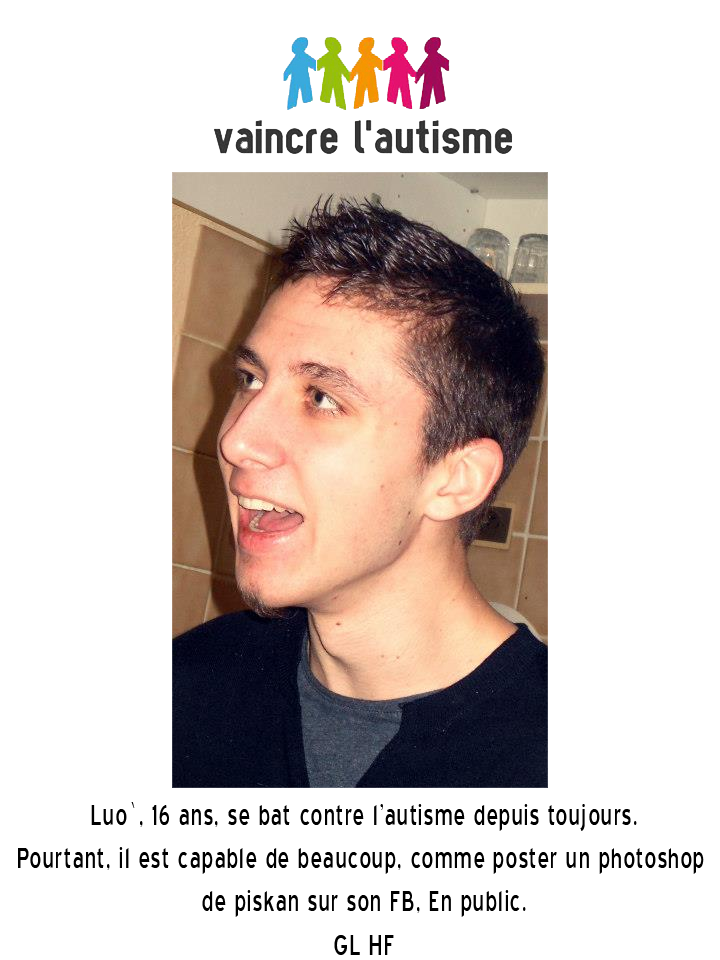 vaincre l'autisme
Luo`, 16 ans, se bat contre l'autisme depuis toujours.
Pourtant, il est capable de beaucoup, comme poster un photoshop
de piskan sur son FB, En public.
GL HF